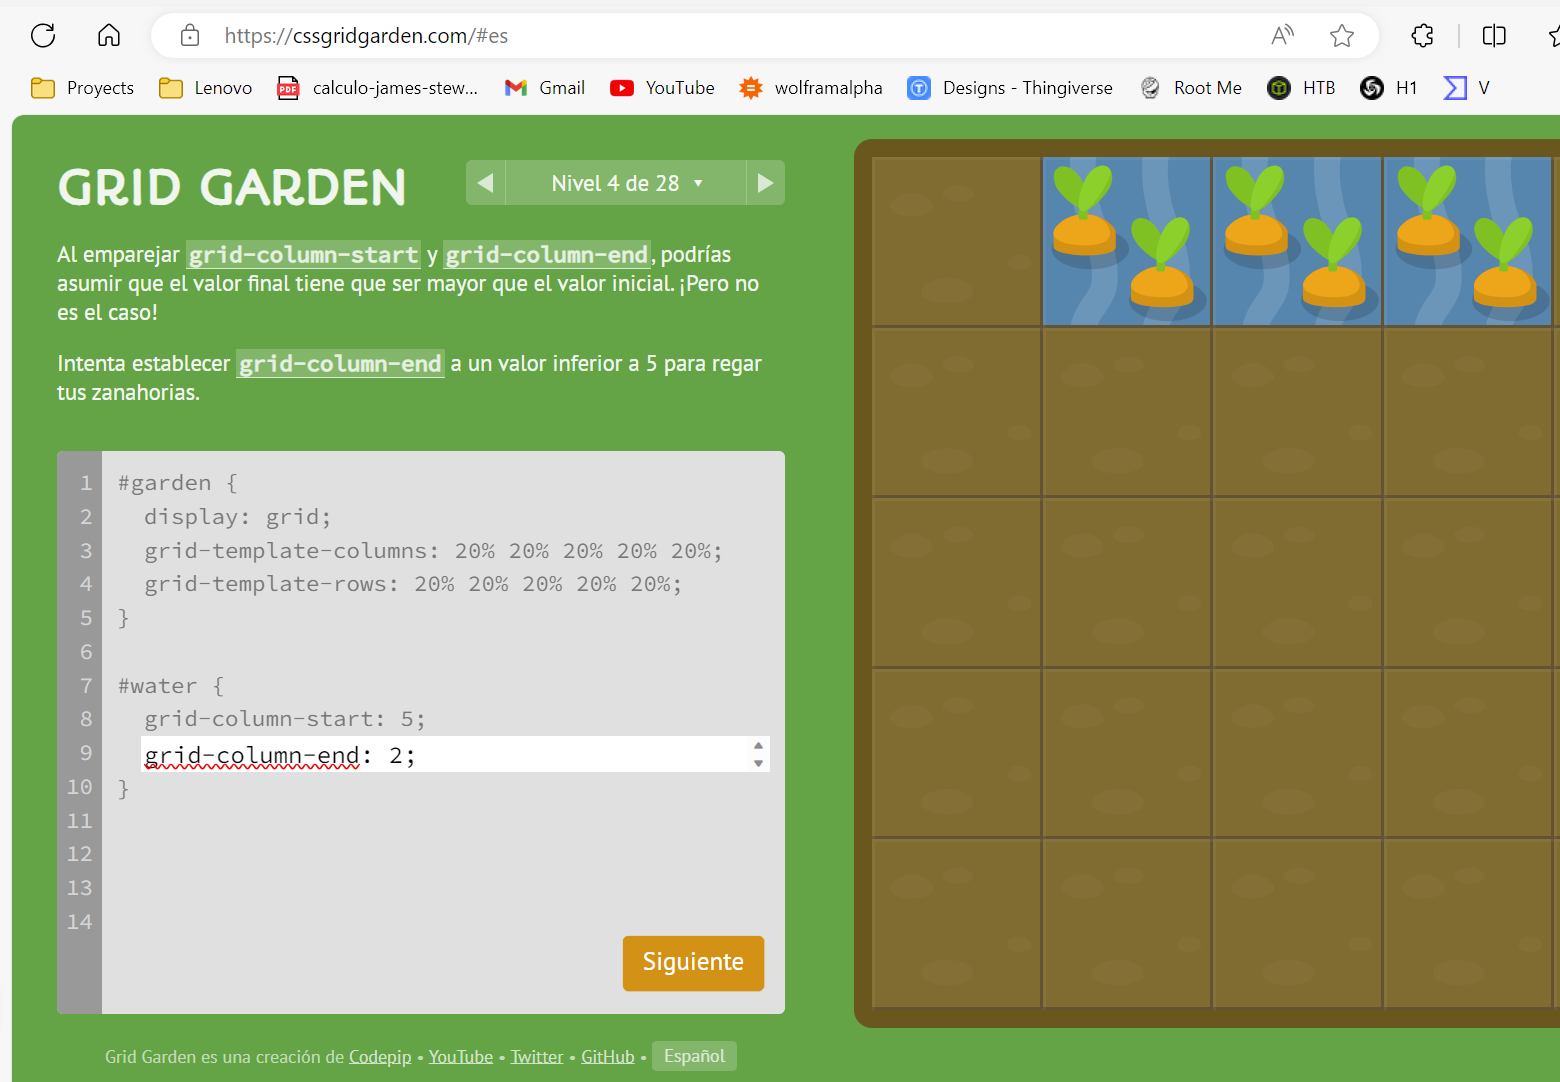 https://cssgridgarden.com/#es
Proyects Lenovo PDF calculo-james-stew... Gmail YouTube wolframalpha Designs - Thingiverse Root Me HTB H1 V
GRID GARDEN
Nivel 4 de 28
Al emparejar grid-column-start y grid-column-end, podrías
asumir que el valor final tiene que ser mayor que el valor inicial. ¡Pero no
es el caso!
Intenta establecer grid-column-end a un valor inferior a 5 para regar
tus zanahorias.
1 #garden {
2 display: grid;
3 grid-template-columns: 20% 20% 20% 20% 20%;
4 grid-template-rows: 20% 20% 20% 20% 20%;
5 }
6
7 #water {
8 grid-column-start: 5;
9 grid-column-end: 2;
10 }
11
12
13
14
Siguiente
Grid Garden es una creación de Codepip • YouTube • Twitter • GitHub • Español